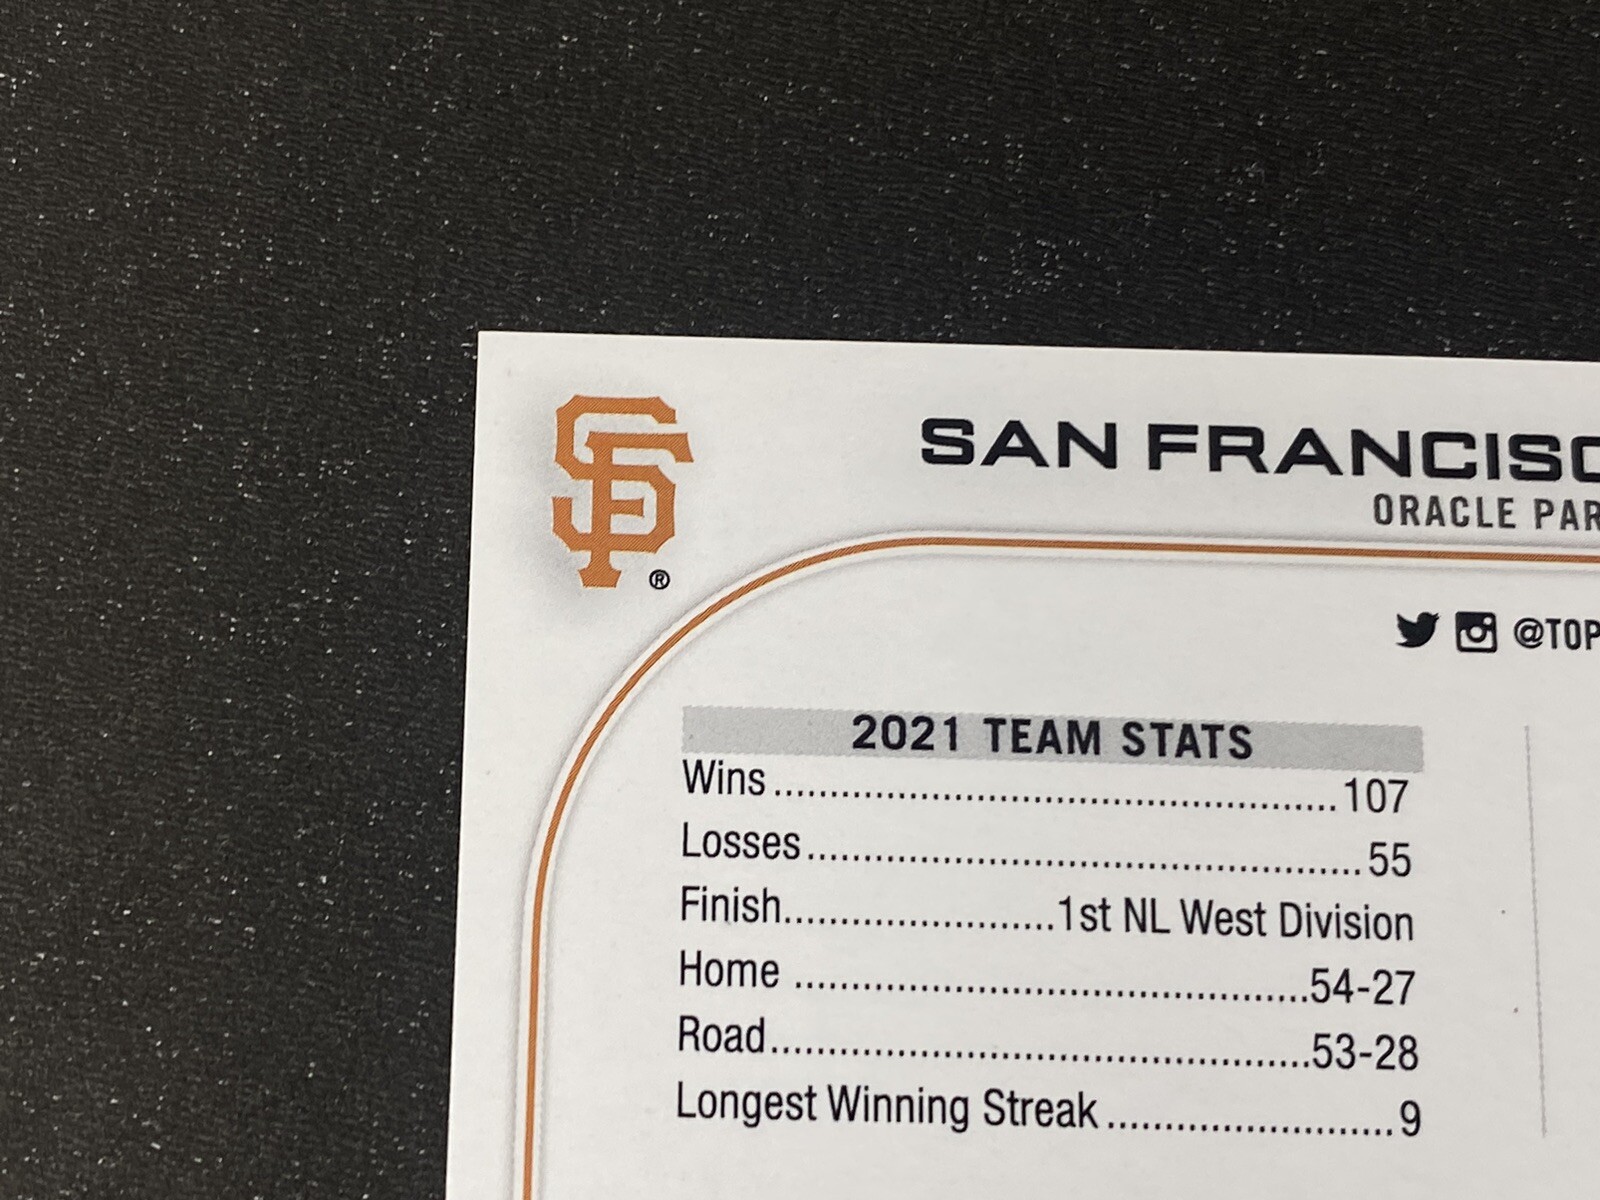 SF ®
SAN FRANCISC
ORACLE PAR
@TOP
2021 TEAM STATS
Wins 107
Losses 55
Finish 1st NL West Division
Home 54-27
Road 53-28
Longest Winning Streak 9